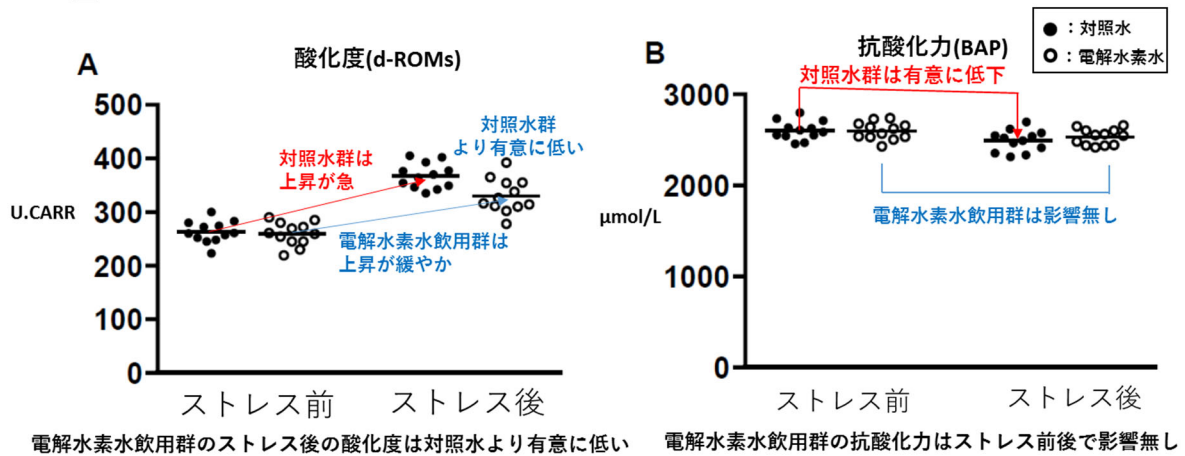 ●：対照水
○：電解水素水
A
酸化度(d-ROMs)
500
400
300
200
100
0
U.CARR
対照水群は
上昇が急
対照水群
より有意に低い
電解水素水飲用群は
上昇が緩やか
ストレス前
ストレス後
電解水素水飲用群のストレス後の酸化度は対照水より有意に低い
B
抗酸化力(BAP)
対照水群は有意に低下
3000
2000
1000
0
μmol/L
電解水素水飲用群は影響無し
ストレス前
ストレス後
電解水素水飲用群の抗酸化力はストレス前後で影響無し